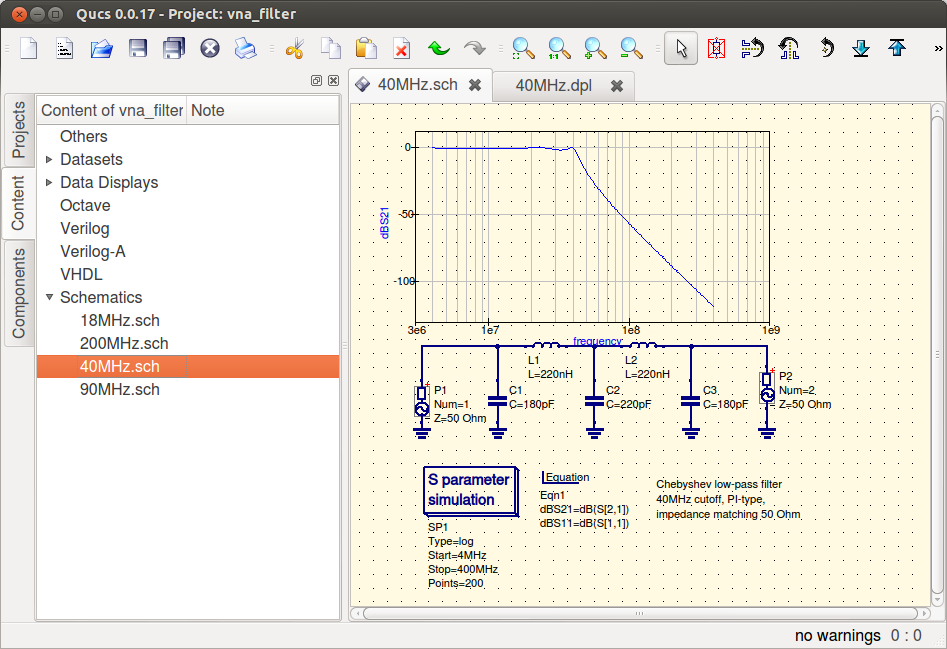 Qucs 0.0.17 - Project: vna_filter
1:1
»
40MHz.sch
40MHz.dpl
Projects
Content
Components
Content of vna_filter Note
Others
Datasets
Data Displays
Octave
Verilog
Verilog-A
VHDL
Schematics
18MHz.sch
200MHz.sch
40MHz.sch
90MHz.sch
0
-50
-100
dBS21
3e6 1e7 1e8 1e9
frequency
L1
L=220nH
L2
L=220nH
P1
Num=1
Z=50 Ohm
C1
C=180pF
C2
C=220pF
C3
C=180pF
P2
Num=2
Z=50 Ohm
S parameter
simulation
SP1
Type=log
Start=4MHz
Stop=400MHz
Points=200
Equation
Eqn1
dBS21=dB(S[2,1])
dBS11=dB(S[1,1])
Chebyshev low-pass filter
40MHz cutoff, PI-type,
impedance matching 50 Ohm
no warnings 0 : 0